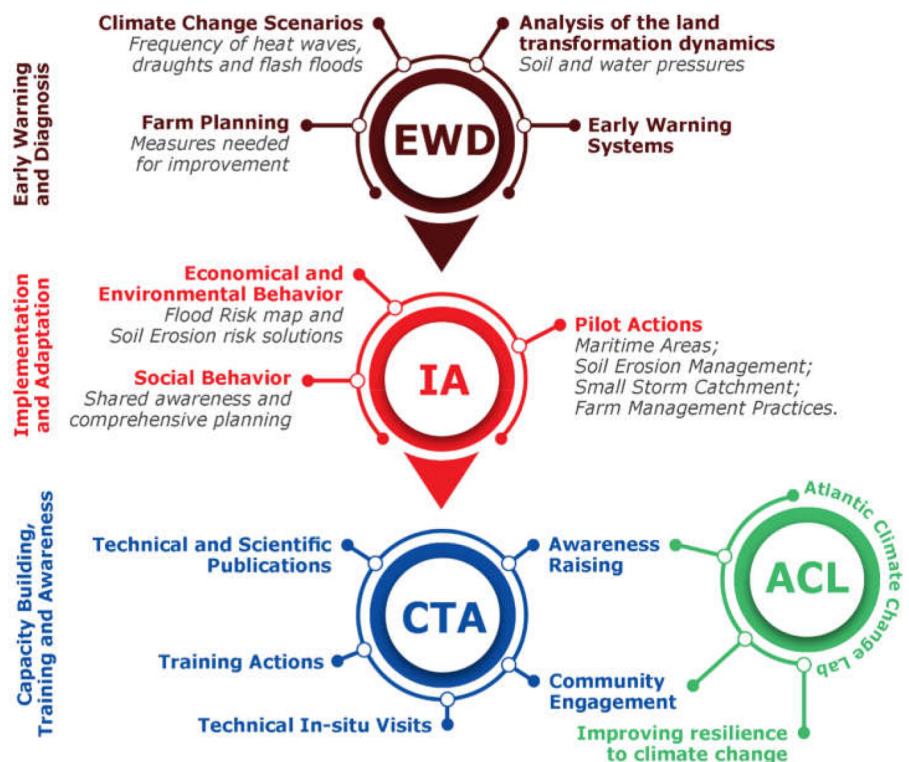 Early Warning
and Diagnosis
Climate Change Scenarios
Frequency of heat waves,
draughts and flash floods
Analysis of the land
transformation dynamics
Soil and water pressures
Farm Planning
Measures needed
for improvement
EWD
Early Warning
Systems
Implementation
and Adaptation
Economical and
Environmental Behavior
Flood Risk map and
Soil Erosion risk solutions
Social Behavior
Shared awareness and
comprehensive planning
IA
Pilot Actions
Maritime Areas;
Soil Erosion Management;
Small Storm Catchment;
Farm Management Practices.
Capacity Building,
Training and Awareness
Technical and Scientific
Publications
Training Actions
Technical In-situ Visits
CTA
Awareness
Raising
Community
Engagement
ACL
Atlantic Climate Change Lab
Improving resilience
to climate change